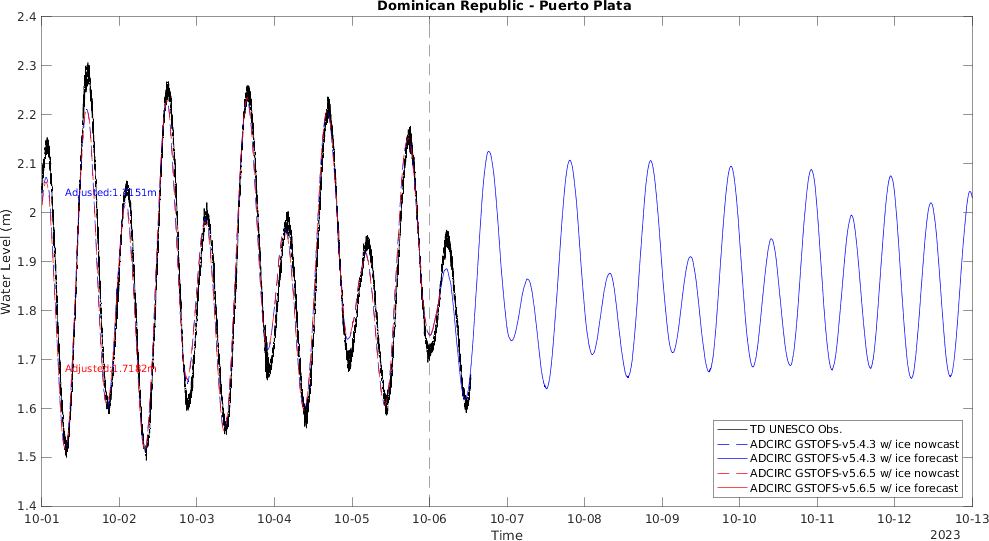 Dominican Republic - Puerto Plata
2.4
2.3
2.2
2.1
2
1.9
1.8
1.7
1.6
1.5
1.4
Water Level (m)
Adjusted:1.7182m
TD UNESCO Obs.
ADCIRC GSTOFS-v5.4.3 w/ ice nowcast
ADCIRC GSTOFS-v5.4.3 w/ ice forecast
ADCIRC GSTOFS-v5.6.5 w/ ice nowcast
ADCIRC GSTOFS-v5.6.5 w/ ice forecast
10-01 10-02 10-03 10-04 10-05 10-06 10-07 10-08 10-09 10-10 10-11 10-12 10-13
Time
2023